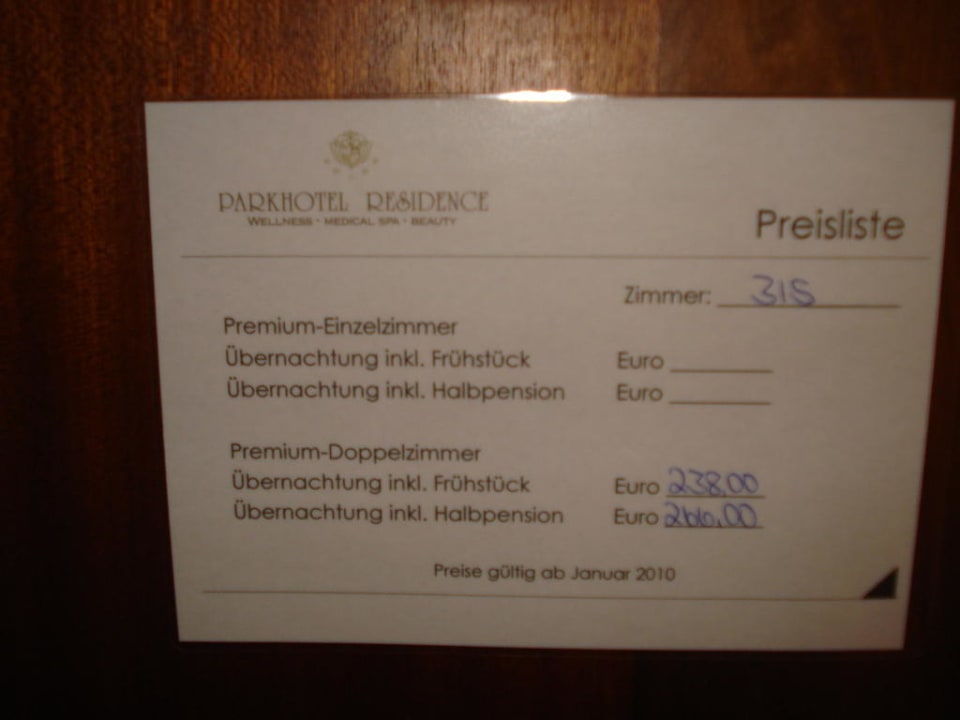 PARKHOTEL RESIDENCE
WELLNESS · MEDICAL SPA · BEAUTY
Preisliste
Zimmer: 315
Premium-Einzelzimmer
Übernachtung inkl. Frühstück Euro
Übernachtung inkl. Halbpension Euro
Premium-Doppelzimmer
Übernachtung inkl. Frühstück Euro 238,00
Übernachtung inkl. Halbpension Euro 266,00
Preise gültig ab Januar 2010